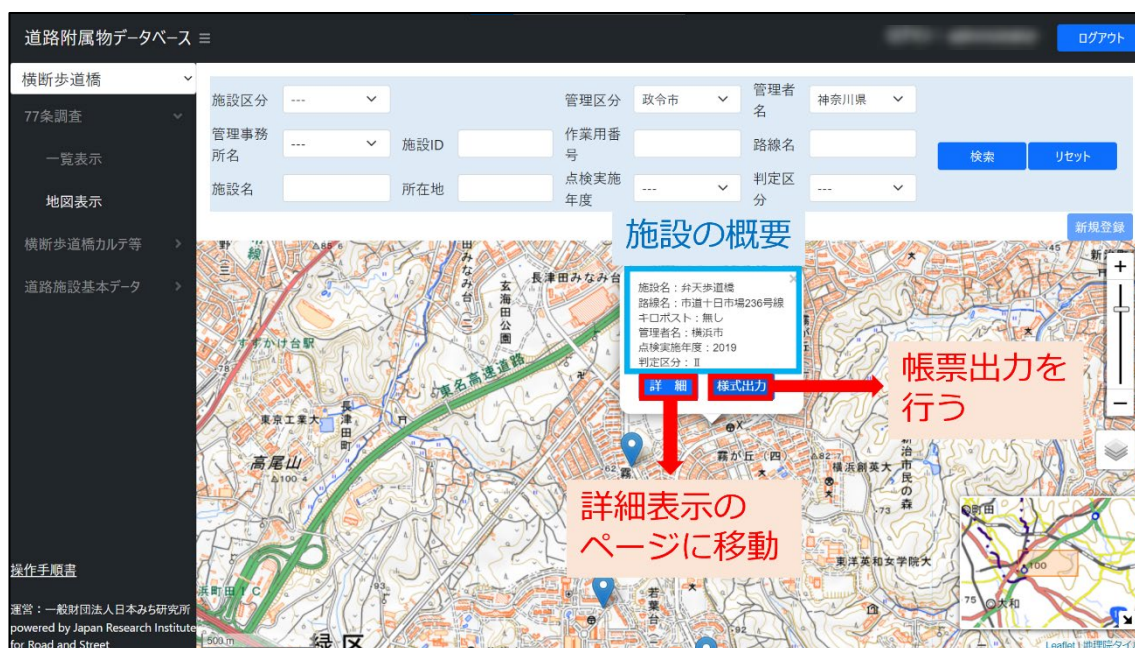 道路附属物データベース
ログアウト
横断歩道橋
77条調査
一覧表示
地図表示
横断歩道橋カルテ等
道路施設基本データ
操作手順書
運営：一般財団法人日本みち研究所
powered by Japan Research Institute
for Road and Street
施設区分 --- 管理区分 政令市 管理者名 神奈川県
管理事務所名 --- 施設ID 作業用番号 路線名
施設名 所在地 点検実施年度 --- 判定区分 ---
検索 リセット
新規登録
施設の概要
施設名：弁天歩道橋
路線名：市道十日市場236号線
キロポスト：無し
管理者名：横浜市
点検実施年度：2019
判定区分：Ⅱ
詳 細 様式出力
帳票出力を
行う
詳細表示の
ページに移動
長津田みなみ台
玄海田公園
すずかけ台駅
東名高速道路
東京工業大
長津田町
高尾山
100.4
霧が丘(四)
横浜創英大
市民の森
東洋英和女学院大
若葉台
緑区
500 m
町田
大和
100
75
Leaflet | 地理院タイル